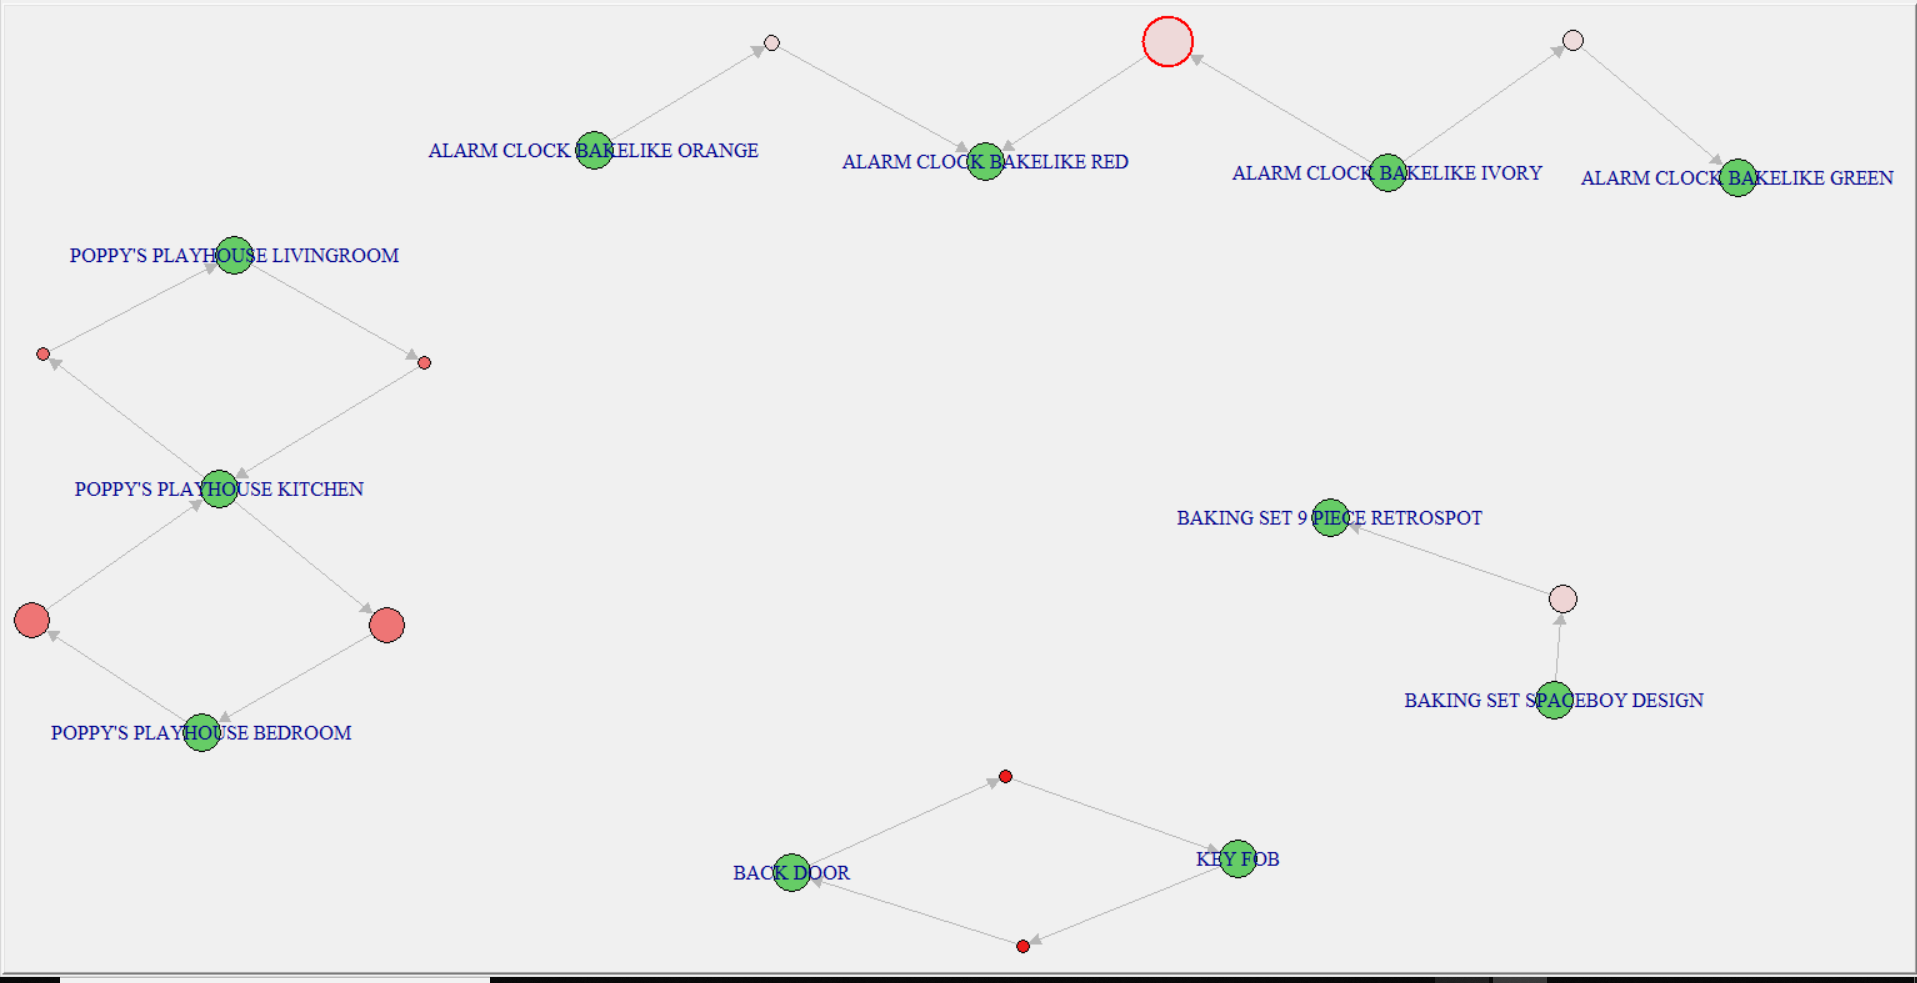 ALARM CLOCK BAKELIKE ORANGE
ALARM CLOCK BAKELIKE RED
ALARM CLOCK BAKELIKE IVORY
ALARM CLOCK BAKELIKE GREEN
POPPY'S PLAYHOUSE LIVINGROOM
POPPY'S PLAYHOUSE KITCHEN
BAKING SET 9 PIECE RETROSPOT
BAKING SET SPACEBOY DESIGN
POPPY'S PLAYHOUSE BEDROOM
BACK DOOR
KEY FOB